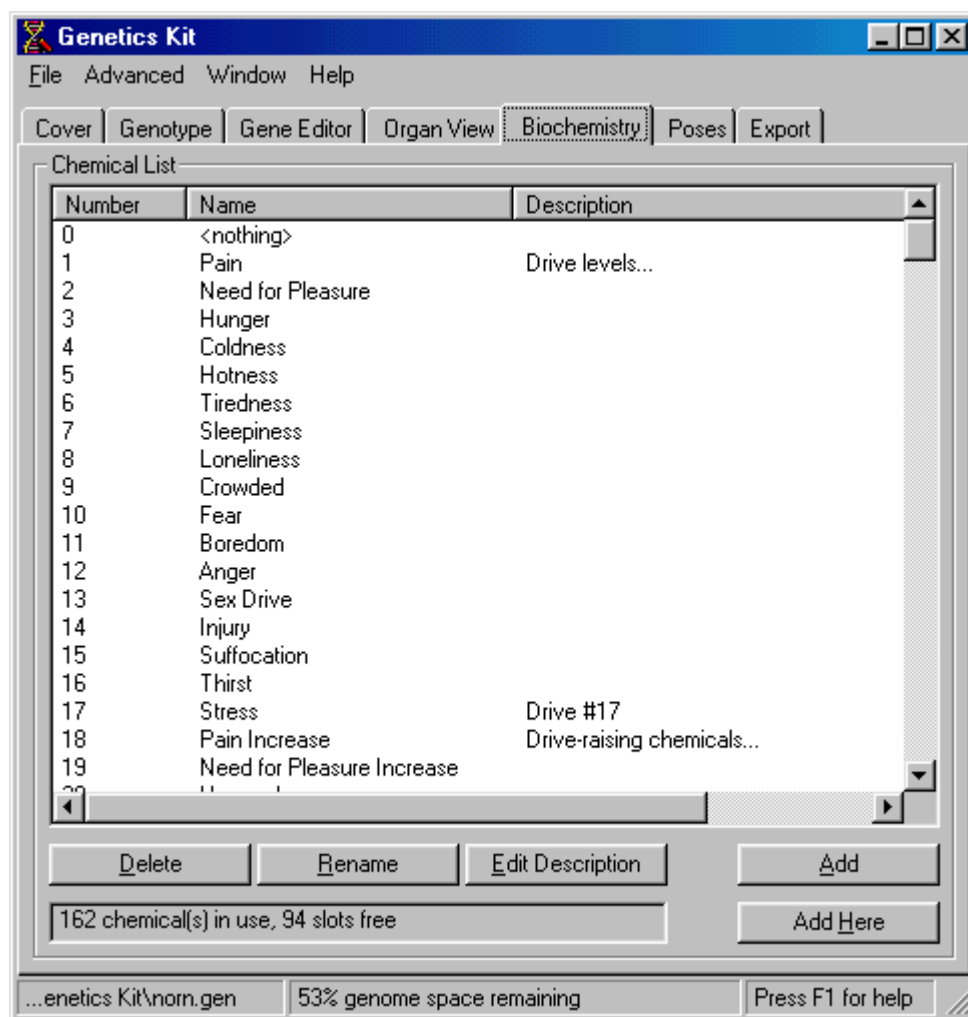 Genetics Kit
File Advanced Window Help
Cover Genotype Gene Editor Organ View Biochemistry Poses Export
Chemical List
Number Name Description
0 <nothing>
1 Pain Drive levels...
2 Need for Pleasure
3 Hunger
4 Coldness
5 Hotness
6 Tiredness
7 Sleepiness
8 Loneliness
9 Crowded
10 Fear
11 Boredom
12 Anger
13 Sex Drive
14 Injury
15 Suffocation
16 Thirst
17 Stress Drive #17
18 Pain Increase Drive-raising chemicals...
19 Need for Pleasure Increase
Delete Rename Edit Description Add
162 chemical(s) in use, 94 slots free Add Here
...enetics Kit\norn.gen 53% genome space remaining Press F1 for help